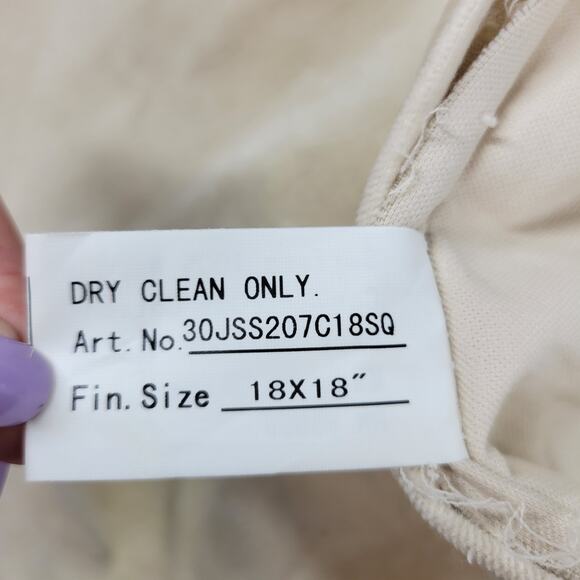 DRY CLEAN ONLY.
Art. No. 30JSS207C18SQ
Fin. Size 18X18"